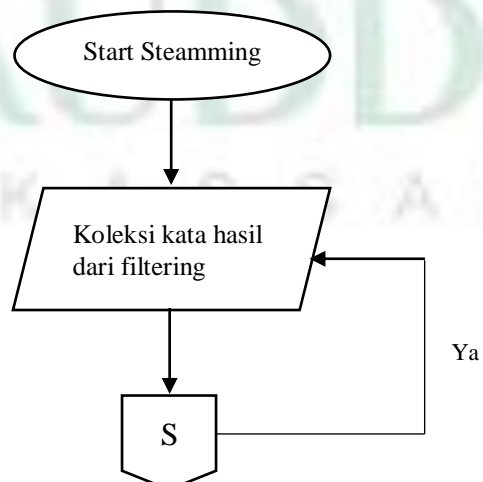 Start Steamming
Koleksi kata hasil
dari filtering
Ya
S